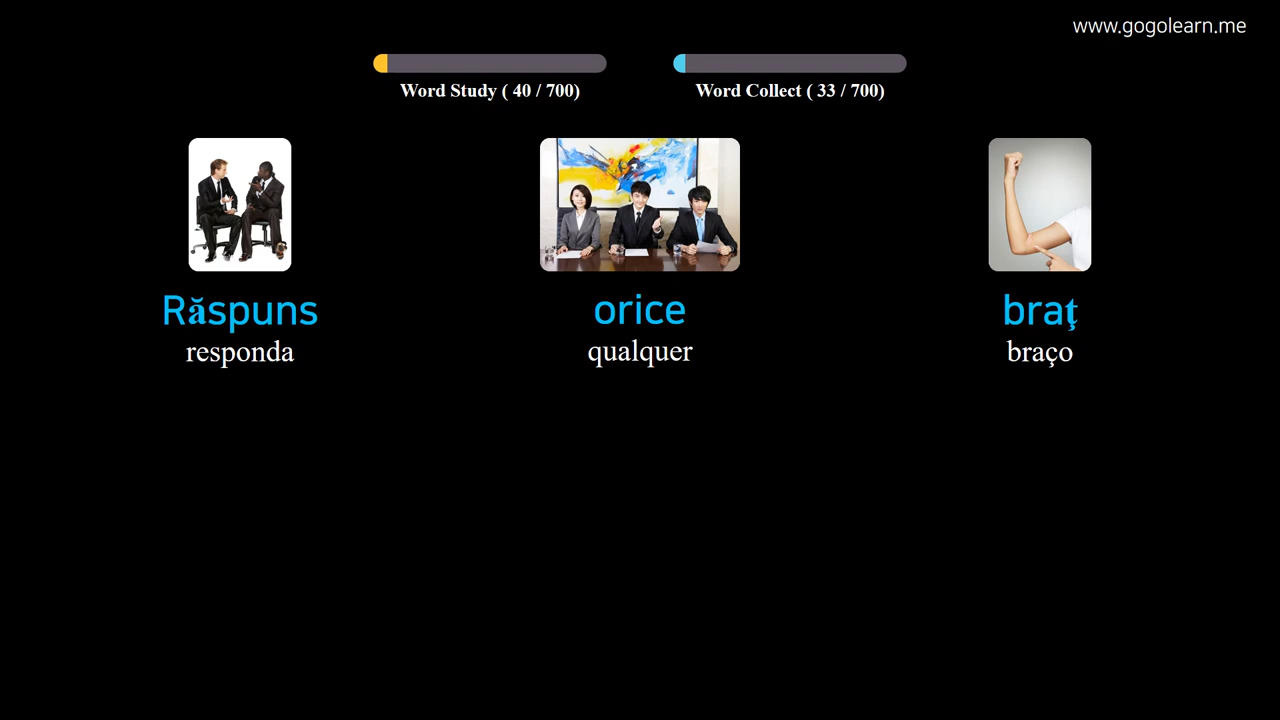 www.gogolearn.me
Word Study ( 40 / 700)
Word Collect ( 33 / 700)
Răspuns
responda
orice
qualquer
braţ
braço